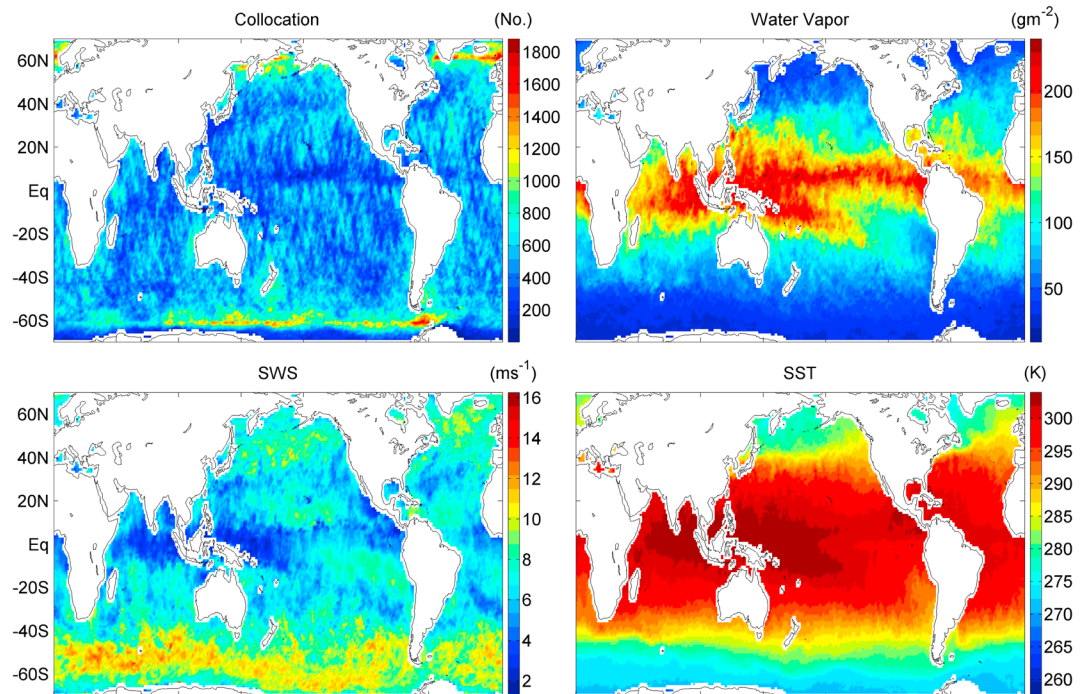 Collocation (No.)
60N
40N
20N
Eq
-20S
-40S
-60S
1800
1600
1400
1200
1000
800
600
400
200
Water Vapor (gm-2)
200
150
100
50
SWS (ms-1)
60N
40N
20N
Eq
-20S
-40S
-60S
16
14
12
10
8
6
4
2
SST (K)
300
295
290
285
280
275
270
265
260